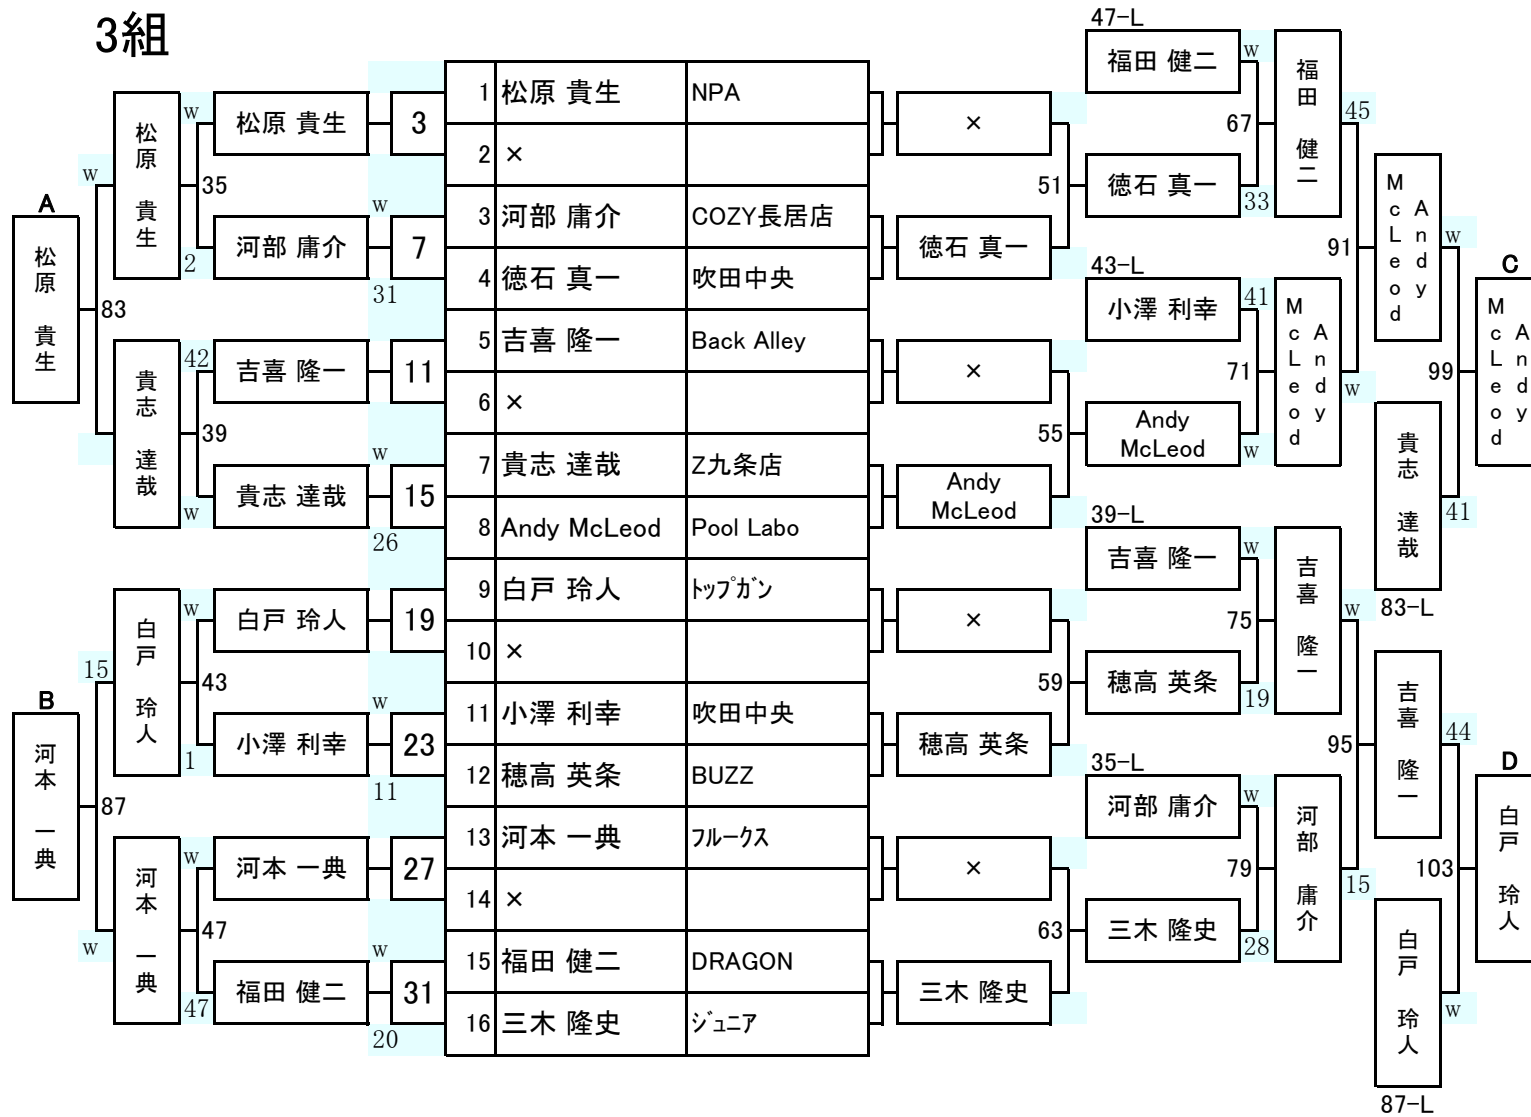 3組
1 松原 貴生 NPA
2 ×
3 河部 庸介 COZY長居店
4 徳石 真一 吹田中央
5 吉喜 隆一 Back Alley
6 ×
7 貴志 達哉 Z九条店
8 Andy McLeod Pool Labo
9 白戸 玲人 ﾄｯﾌﾟｶﾞﾝ
10 ×
11 小澤 利幸 吹田中央
12 穂高 英条 BUZZ
13 河本 一典 ﾌﾙｰｸｽ
14 ×
15 福田 健二 DRAGON
16 三木 隆史 ｼﾞｭﾆｱ
3
w
7
31
11
w
15
26
19
w
23
11
27
w
31
20
w
松原 貴生
35
河部 庸介
2
42
吉喜 隆一
39
貴志 達哉
w
w
白戸 玲人
43
小澤 利幸
1
w
河本 一典
47
福田 健二
47
w
松原 貴生
83
貴志 達哉
15
白戸 玲人
87
河本 一典
w
A
松原 貴生
B
河本 一典
×
51
徳石 真一
×
55
Andy
McLeod
×
59
穂高 英条
×
63
三木 隆史
47-L
福田 健二
w
67
徳石 真一
33
43-L
小澤 利幸
41
71
Andy
McLeod
w
39-L
吉喜 隆一
w
75
穂高 英条
19
35-L
河部 庸介
w
79
三木 隆史
28
福田 健二
45
91
Andy
McLeod
w
吉喜 隆一
w
95
河部 庸介
15
Andy
McLeod
w
99
貴志 達哉
41
83-L
吉喜 隆一
44
103
白戸 玲人
w
87-L
C
Andy
McLeod
D
白戸 玲人